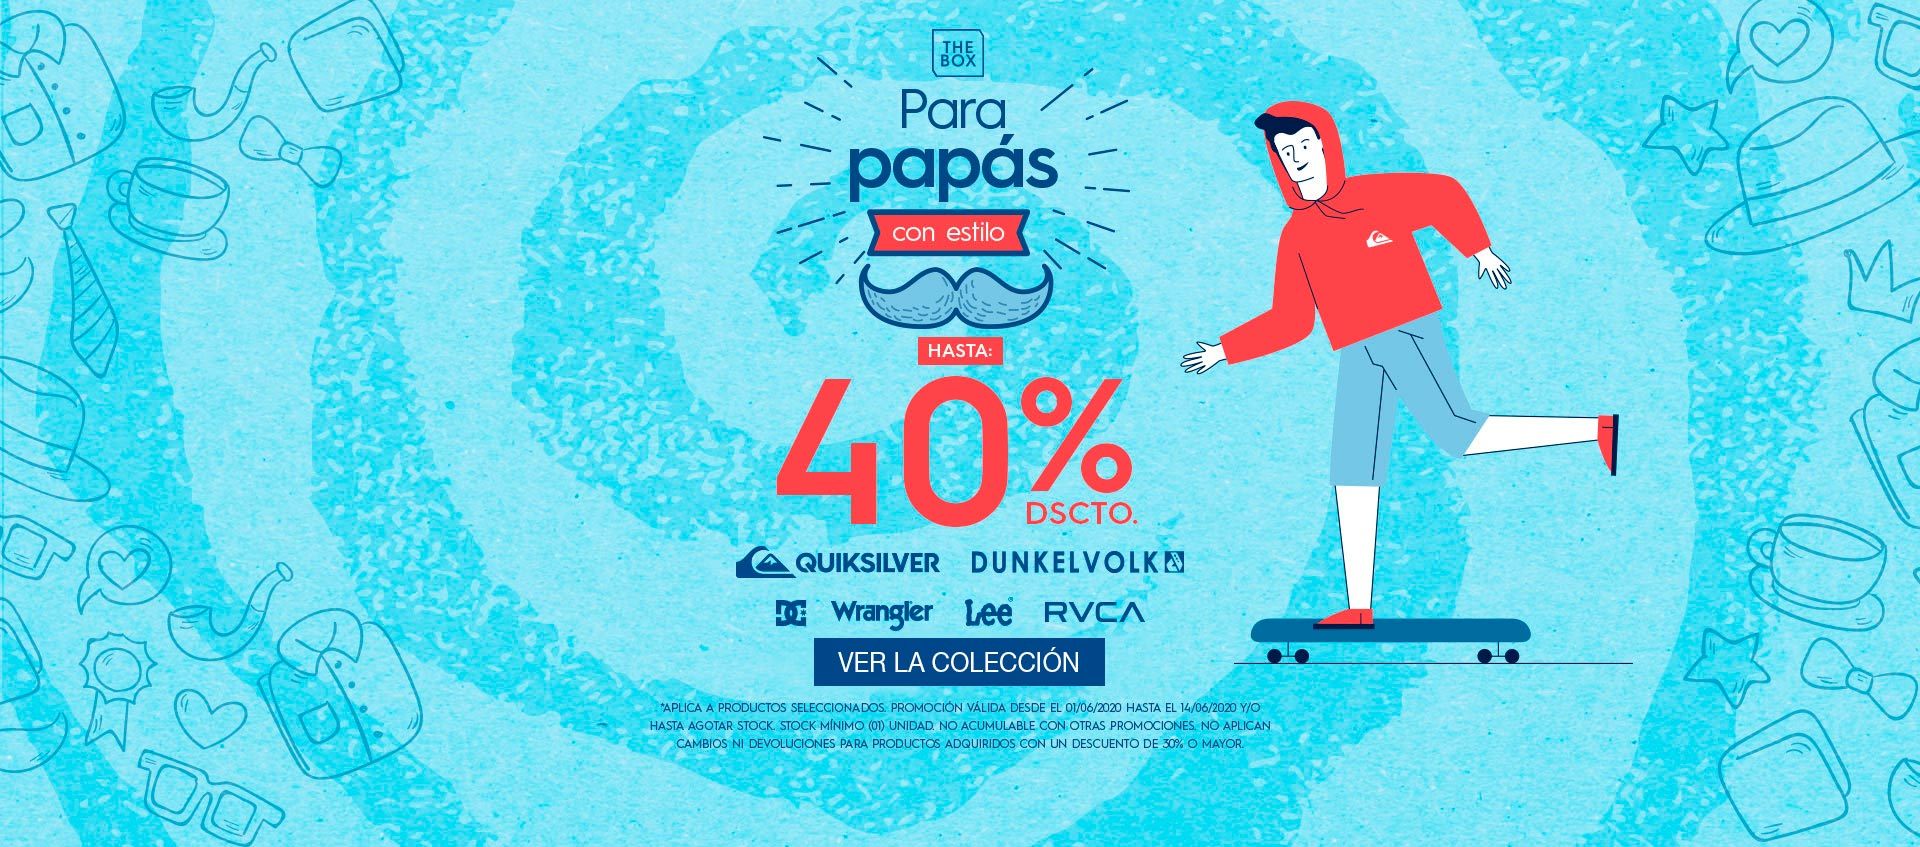 THE
BOX
Para
papás
con estilo
HASTA:
40%
DSCTO.
QUIKSILVER DUNKELVOLK
DC Wrangler Lee® RVCA
VER LA COLECCIÓN
*APLICA A PRODUCTOS SELECCIONADOS. PROMOCIÓN VÁLIDA DESDE EL 01/06/2020 HASTA EL 14/06/2020 Y/O
HASTA AGOTAR STOCK. STOCK MÍNIMO (01) UNIDAD. NO ACUMULABLE CON OTRAS PROMOCIONES. NO APLICAN
CAMBIOS NI DEVOLUCIONES PARA PRODUCTOS ADQUIRIDOS CON UN DESCUENTO DE 30% O MAYOR.